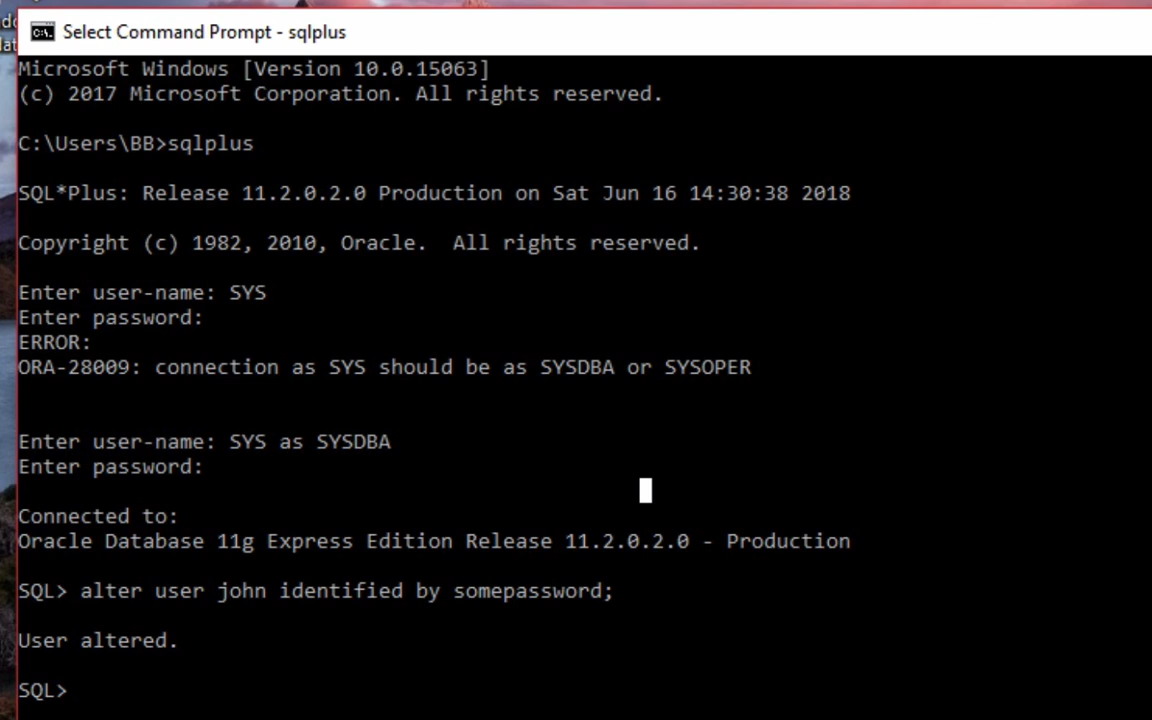 Select Command Prompt - sqlplus
Microsoft Windows [Version 10.0.15063]
(c) 2017 Microsoft Corporation. All rights reserved.
C:\Users\BB>sqlplus
SQL*Plus: Release 11.2.0.2.0 Production on Sat Jun 16 14:30:38 2018
Copyright (c) 1982, 2010, Oracle.  All rights reserved.
Enter user-name: SYS
Enter password:
ERROR:
ORA-28009: connection as SYS should be as SYSDBA or SYSOPER
Enter user-name: SYS as SYSDBA
Enter password:
Connected to:
Oracle Database 11g Express Edition Release 11.2.0.2.0 - Production
SQL> alter user john identified by somepassword;
User altered.
SQL>